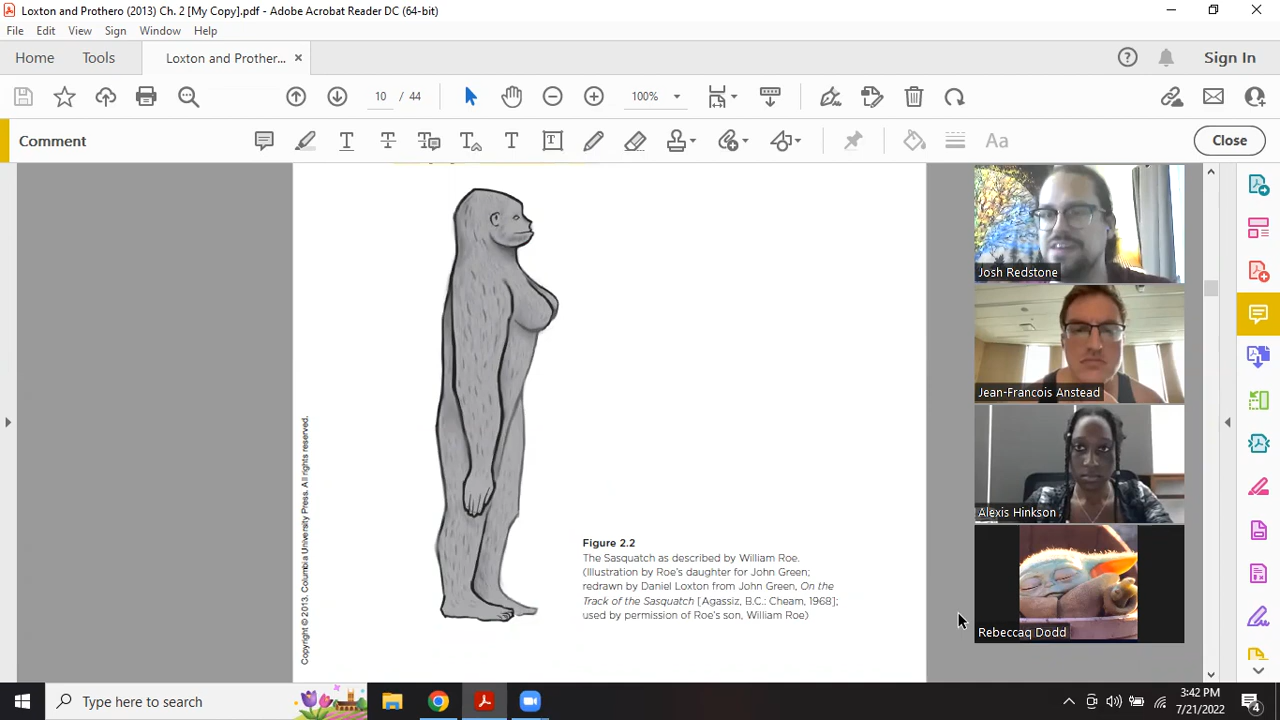 Loxton and Prothero (2013) Ch. 2 [My Copy].pdf - Adobe Acrobat Reader DC (64-bit)
File Edit View Sign Window Help
Home Tools Loxton and Prother... ×
Sign In
10 / 44
100%
Comment
Close
Josh Redstone
Jean-Francois Anstead
Alexis Hinkson
Rebeccaq Dodd
Copyright © 2013. Columbia University Press. All rights reserved.
Figure 2.2
The Sasquatch as described by William Roe.
(Illustration by Roe's daughter for John Green;
redrawn by Daniel Loxton from John Green, On the
Track of the Sasquatch [Agassiz, B.C.: Cheam, 1968];
used by permission of Roe's son, William Roe)
Type here to search
3:42 PM
7/21/2022
4